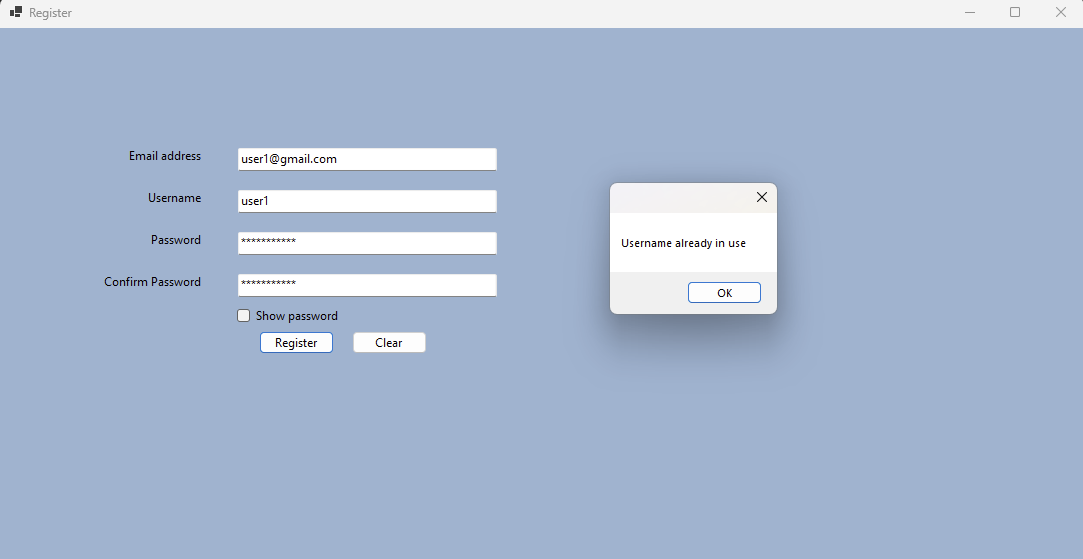 Register
Email address user1@gmail.com
Username user1
Password ***********
Confirm Password ***********
Show password
Register Clear
Username already in use
OK